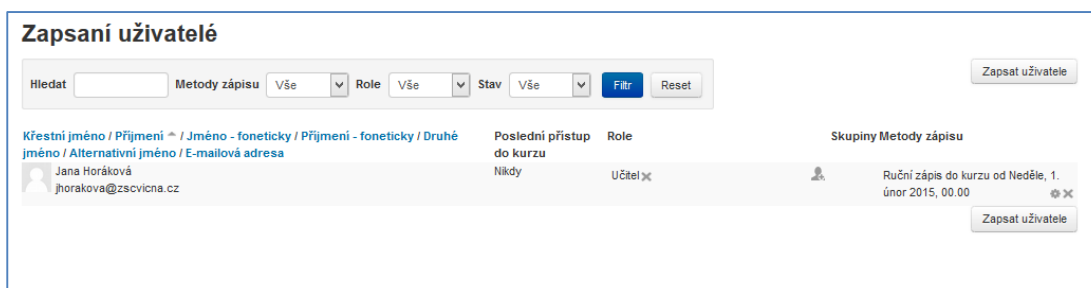 Zapsaní uživatelé
Hledat Metody zápisu Vše Role Vše Stav Vše Filtr Reset Zapsat uživatele
Křestní jméno / Příjmení / Jméno - foneticky / Příjmení - foneticky / Druhé
jméno / Alternativní jméno / E-mailová adresa
Poslední přístup
do kurzu
Role
Skupiny Metody zápisu
Jana Horáková
jhorakova@zscvicna.cz
Nikdy
Učitel
Ruční zápis do kurzu od Neděle, 1.
únor 2015, 00.00
Zapsat uživatele